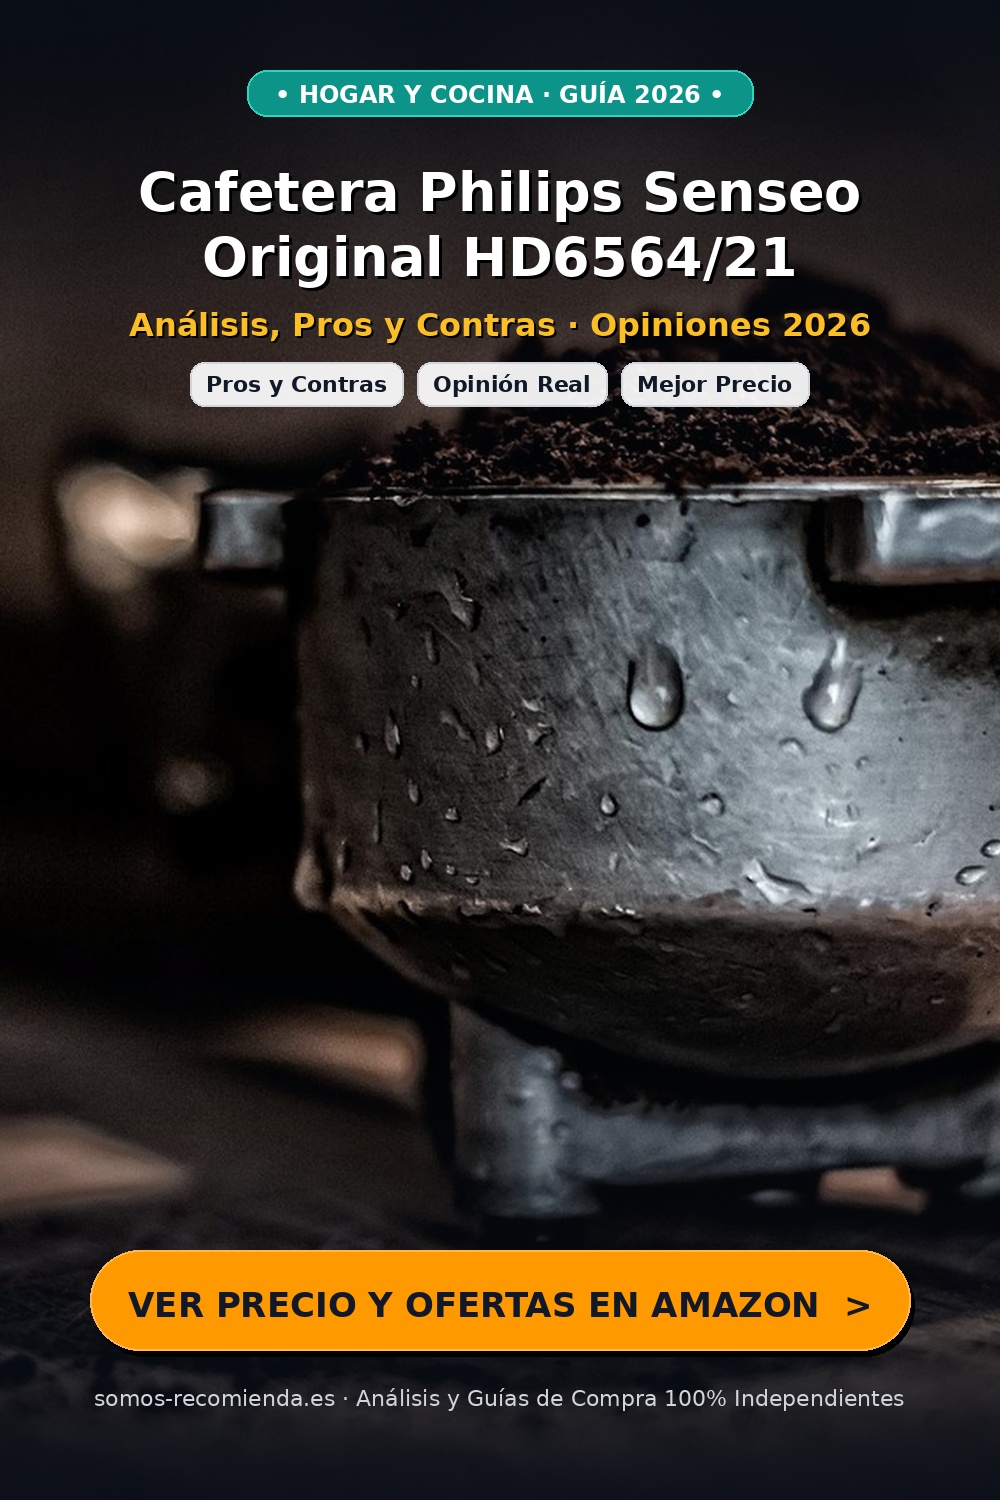 • HOGAR Y COCINA · GUÍA 2026 •
Cafetera Philips Senseo
Original HD6564/21
Análisis, Pros y Contras · Opiniones 2026
Pros y Contras
Opinión Real
Mejor Precio
VER PRECIO Y OFERTAS EN AMAZON >
somos-recomienda.es · Análisis y Guías de Compra 100% Independientes